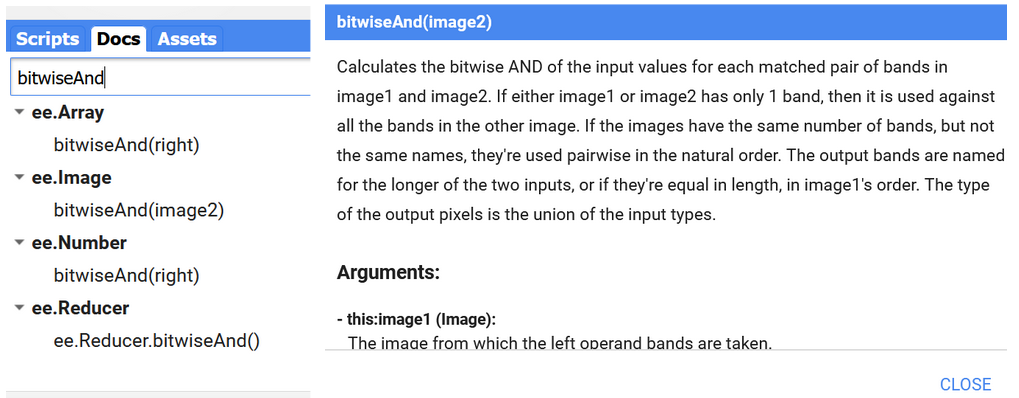 Scripts Docs Assets
bitwiseAnd
ee.Array
bitwiseAnd(right)
ee.Image
bitwiseAnd(image2)
ee.Number
bitwiseAnd(right)
ee.Reducer
ee.Reducer.bitwiseAnd()
bitwiseAnd(image2)
Calculates the bitwise AND of the input values for each matched pair of bands in
image1 and image2. If either image1 or image2 has only 1 band, then it is used against
all the bands in the other image. If the images have the same number of bands, but not
the same names, they're used pairwise in the natural order. The output bands are named
for the longer of the two inputs, or if they're equal in length, in image1's order. The type
of the output pixels is the union of the input types.
Arguments:
- this:image1 (Image):
The image from which the left operand bands are taken.
CLOSE